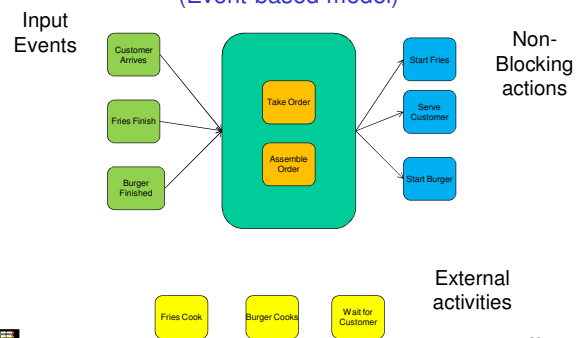 (Event-based model)
Input
Events
Customer
Arrives
Fries Finish
Burger
Finished
Take Order
Assemble
Order
Start Fries
Serve
Customer
Start Burger
Non-
Blocking
actions
External
activities
Fries Cook
Burger Cooks
Wait for
Customer